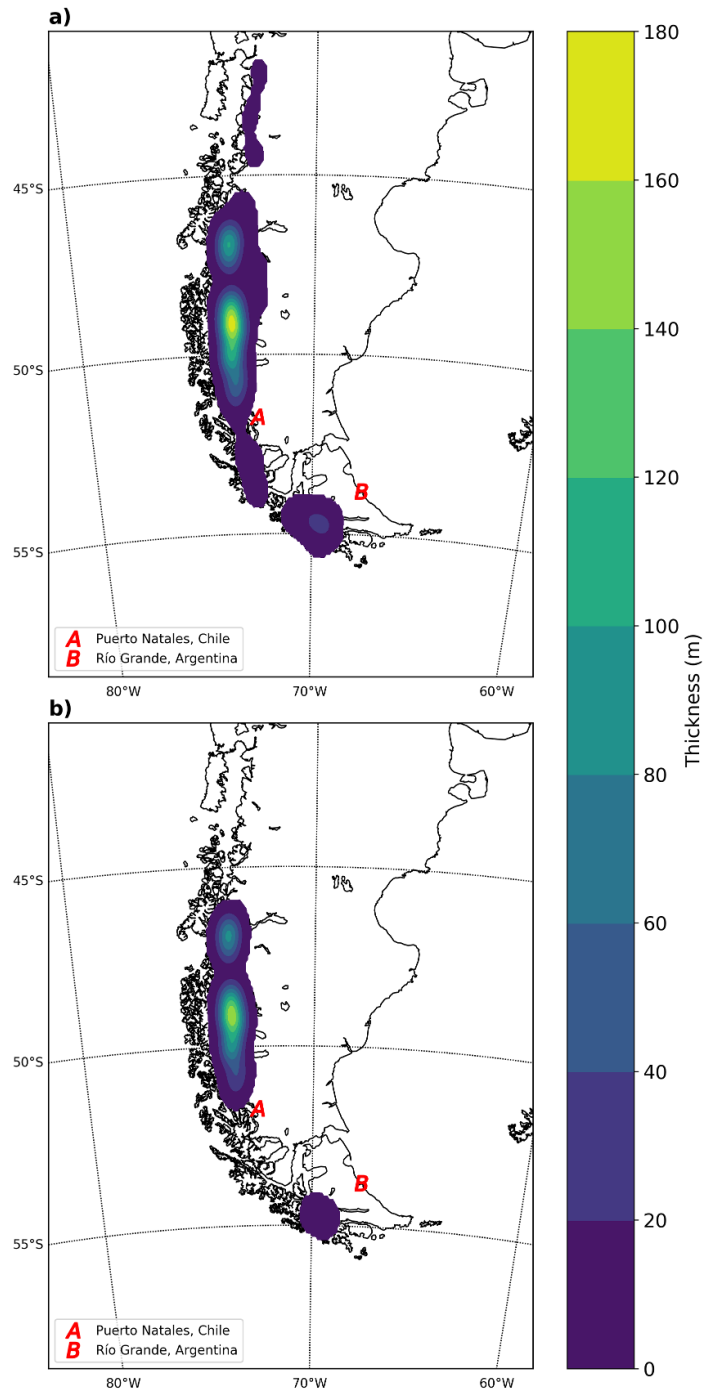 a)
45°S
50°S
A
B
55°S
A Puerto Natales, Chile
B Río Grande, Argentina
80°W 70°W 60°W
b)
45°S
50°S
A
B
55°S
A Puerto Natales, Chile
B Río Grande, Argentina
80°W 70°W 60°W
180
160
140
120
100
80
60
40
20
0
Thickness (m)